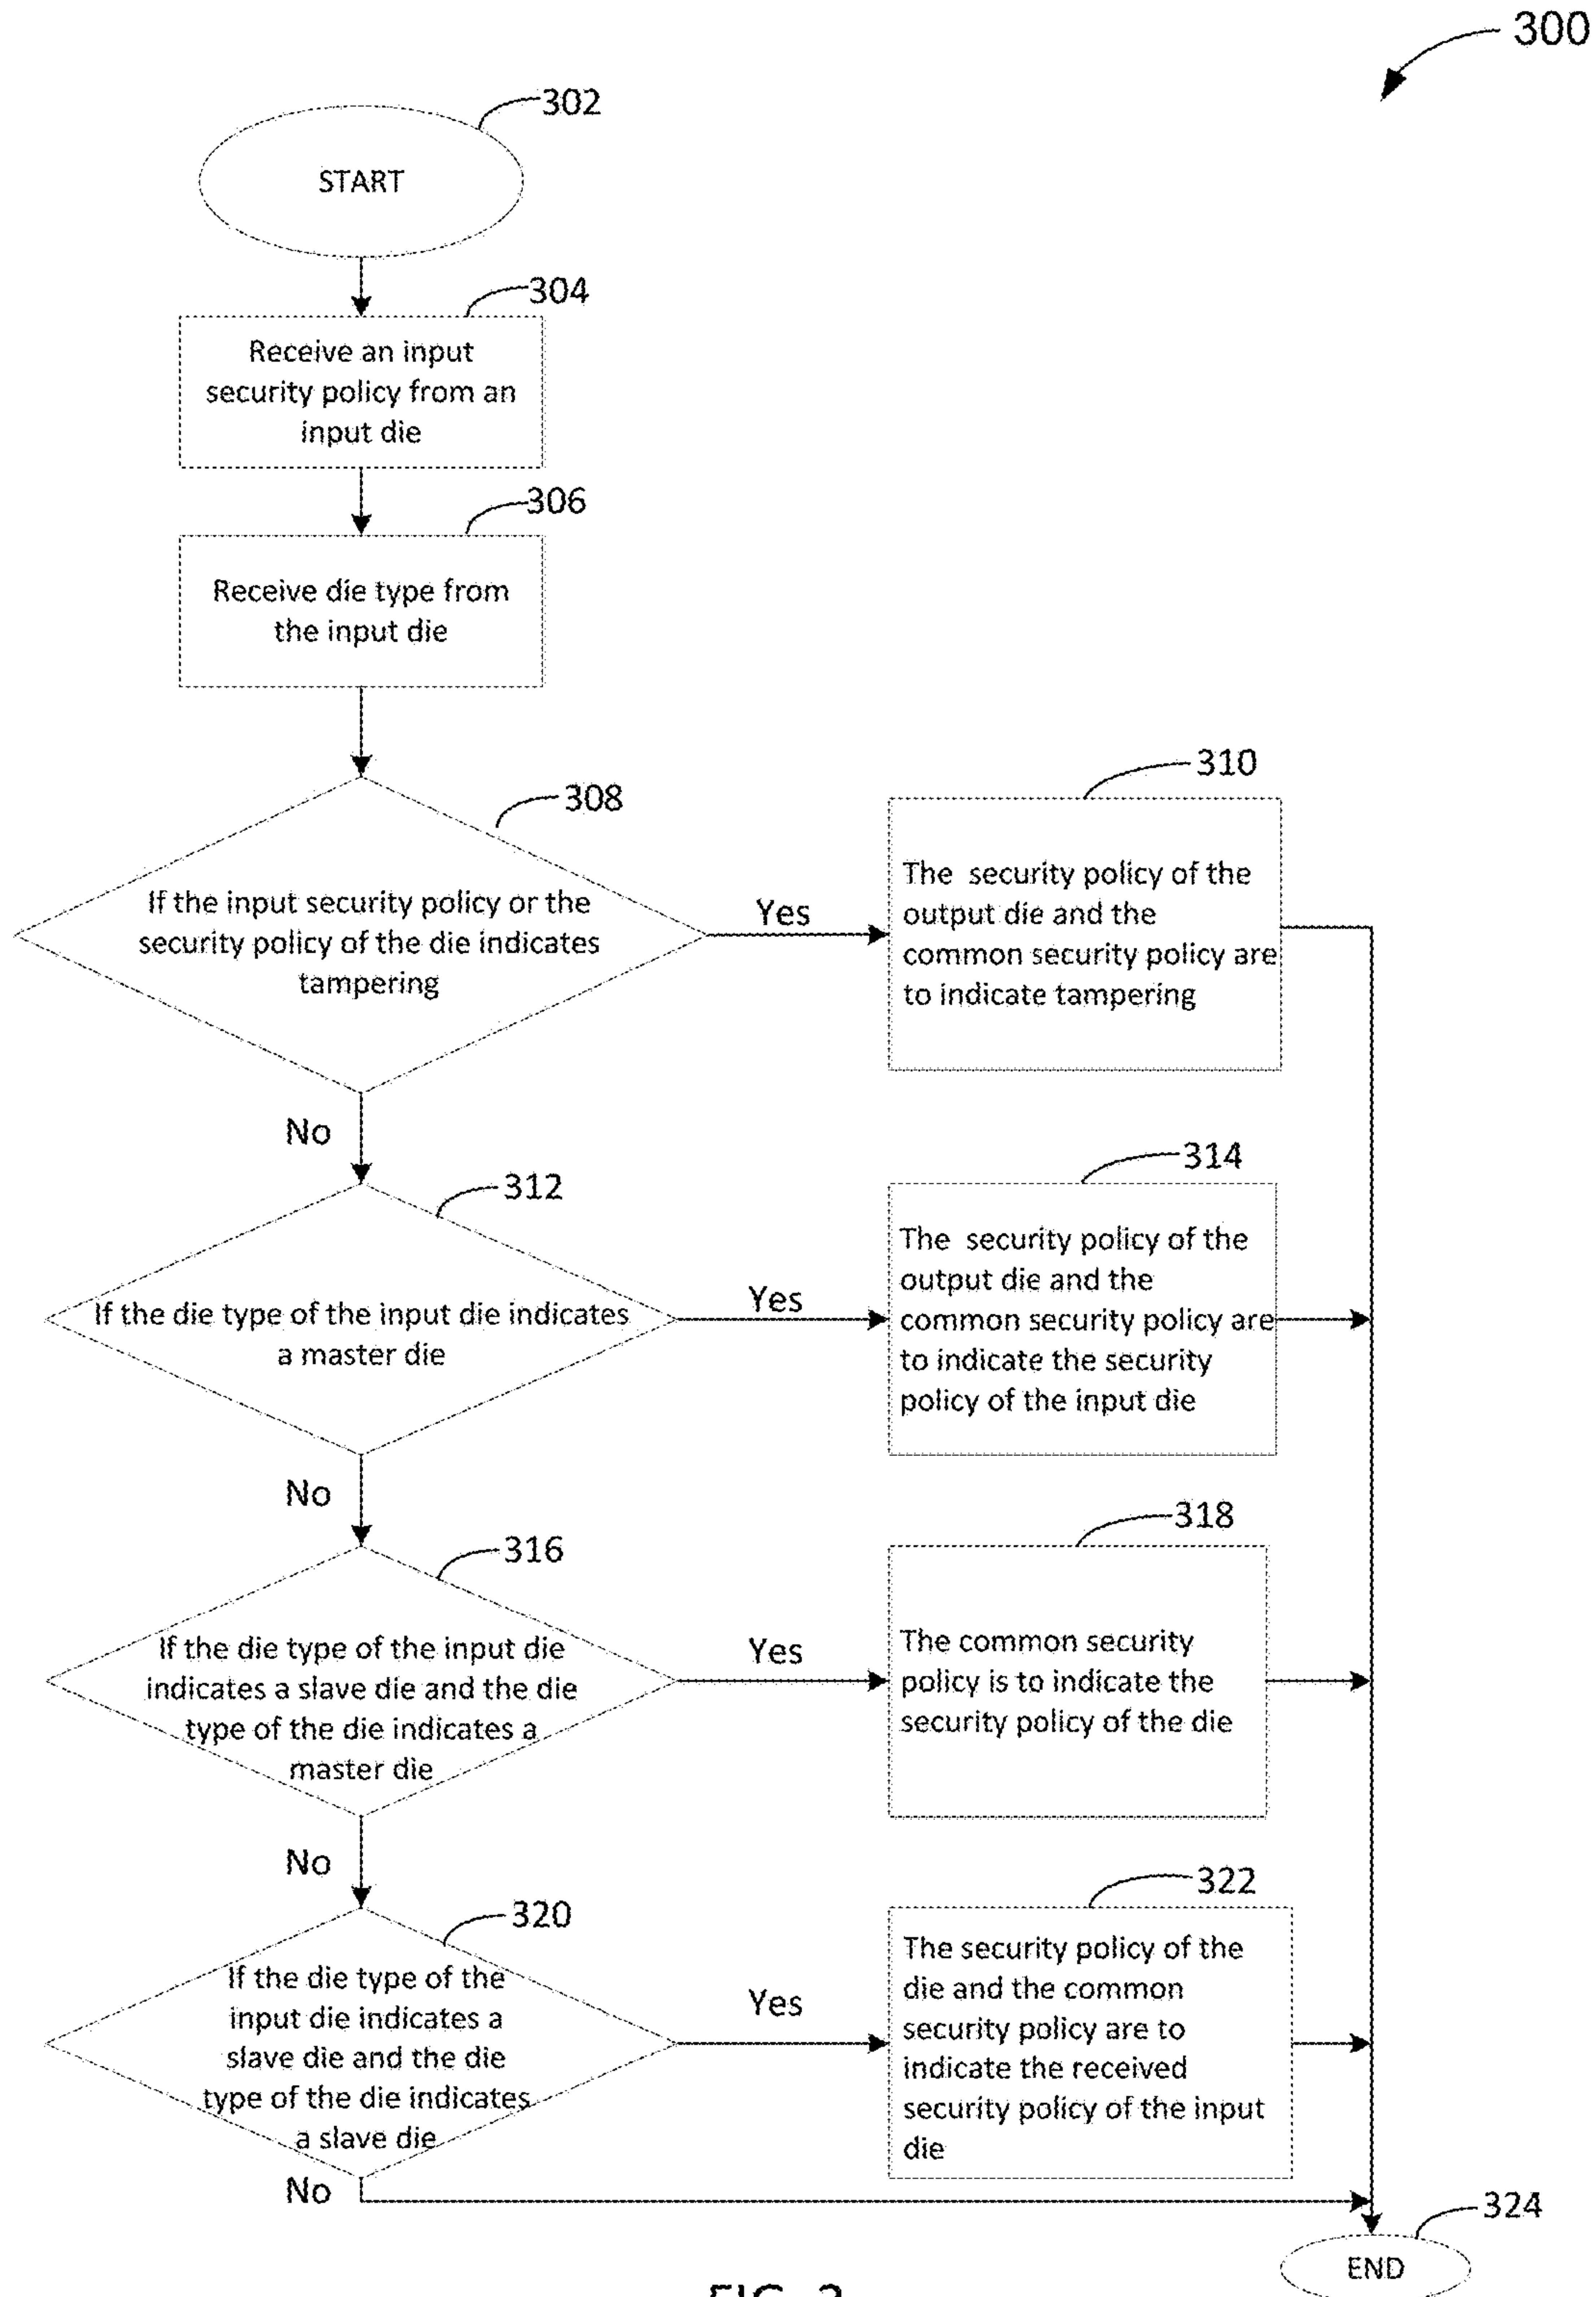 300
302
START
304
Receive an input
security policy from an
input die
306
Receive die type from
the input die
308
If the input security policy or the
security policy of the die indicates
tampering
Yes
310
The security policy of the
output die and the
common security policy are
to indicate tampering
No
312
If the die type of the input die indicates
a master die
Yes
314
The security policy of the
output die and the
common security policy are
to indicate the security
policy of the input die
No
316
If the die type of the input die
indicates a slave die and the die
type of the die indicates a
master die
Yes
318
The common security
policy is to indicate the
security policy of the die
No
320
If the die type of the
input die indicates a
slave die and the die
type of the die indicates
a slave die
Yes
322
The security policy of the
die and the common
security policy are to
indicate the received
security policy of the input
die
No
324
END
FIG.